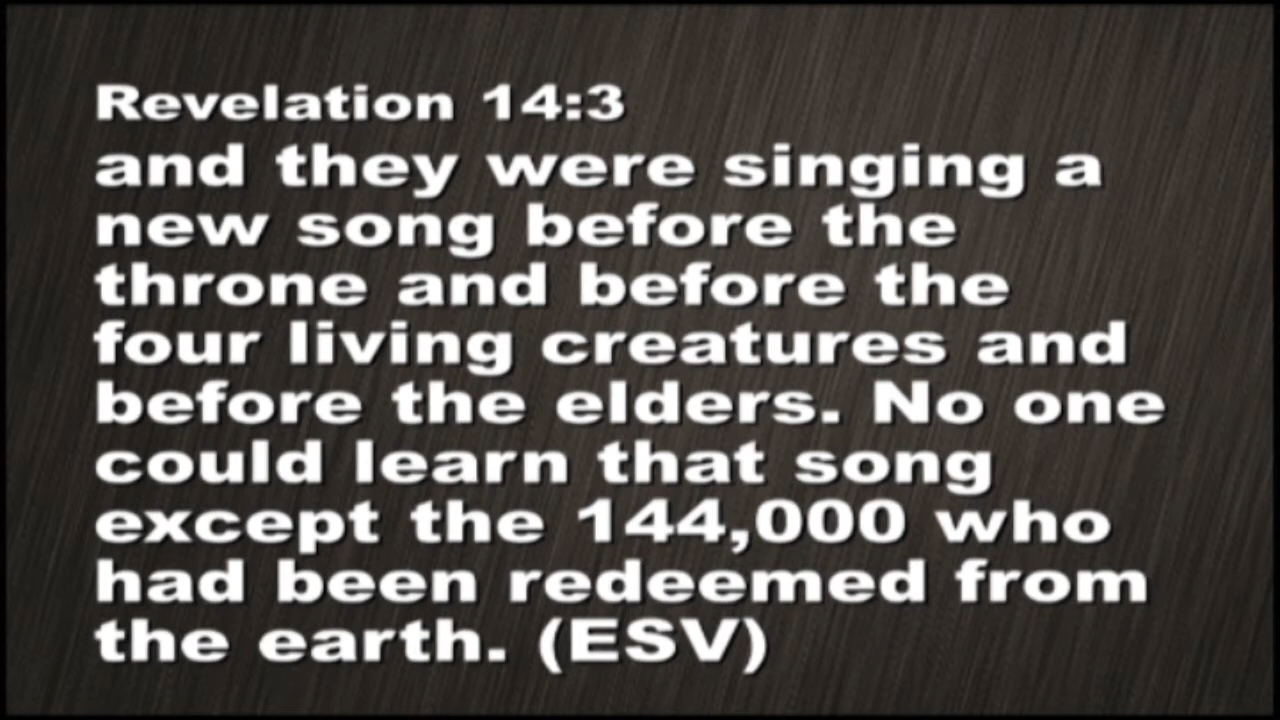 Revelation 14:3
and they were singing a
new song before the
throne and before the
four living creatures and
before the elders. No one
could learn that song
except the 144,000 who
had been redeemed from
the earth. (ESV)